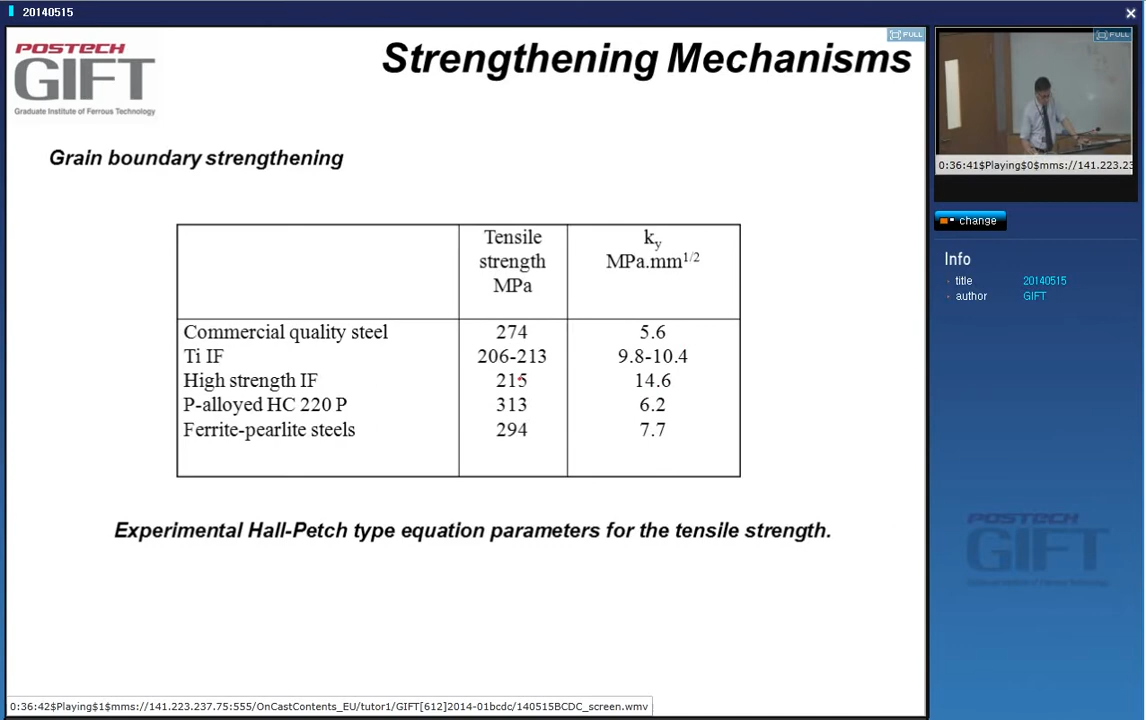 20140515
POSTECH
GIFT
Graduate Institute of Ferrous Technology
FULL
Strengthening Mechanisms
Grain boundary strengthening
Tensile strength MPa
ky MPa.mm1/2
Commercial quality steel 274 5.6
Ti IF 206-213 9.8-10.4
High strength IF 215 14.6
P-alloyed HC 220 P 313 6.2
Ferrite-pearlite steels 294 7.7
Experimental Hall-Petch type equation parameters for the tensile strength.
0:36:42$Playing$1$mms://141.223.237.75:555/OnCastContents_EU/tutor1/GIFT[612]2014-01bcdc/140515BCDC_screen.wmv
FULL
0:36:41$Playing$0$mms://141.223.23
change
Info
title 20140515
author GIFT
POSTECH
GIFT
Graduate Institute of Ferrous Technology